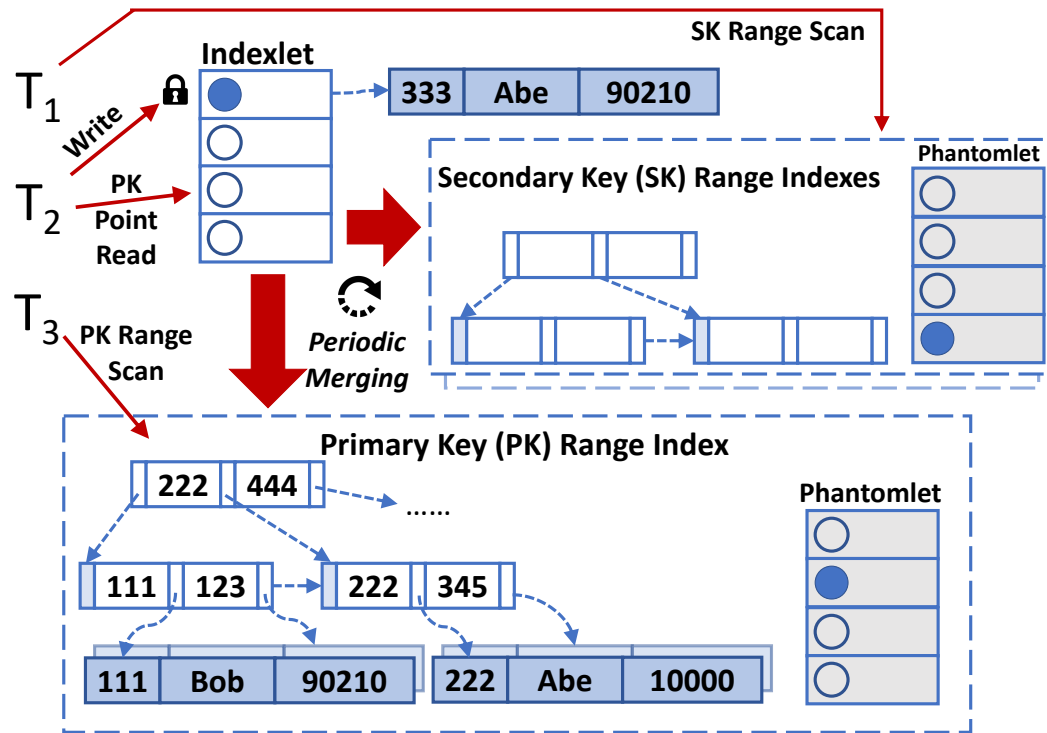 SK Range Scan
Indexlet
T1
333 Abe 90210
Write
Phantomlet
Secondary Key (SK) Range Indexes
T2
PK
Point
Read
T3
PK Range
Scan
Periodic
Merging
Primary Key (PK) Range Index
222 444
......
Phantomlet
111 123
222 345
111 Bob 90210
222 Abe 10000